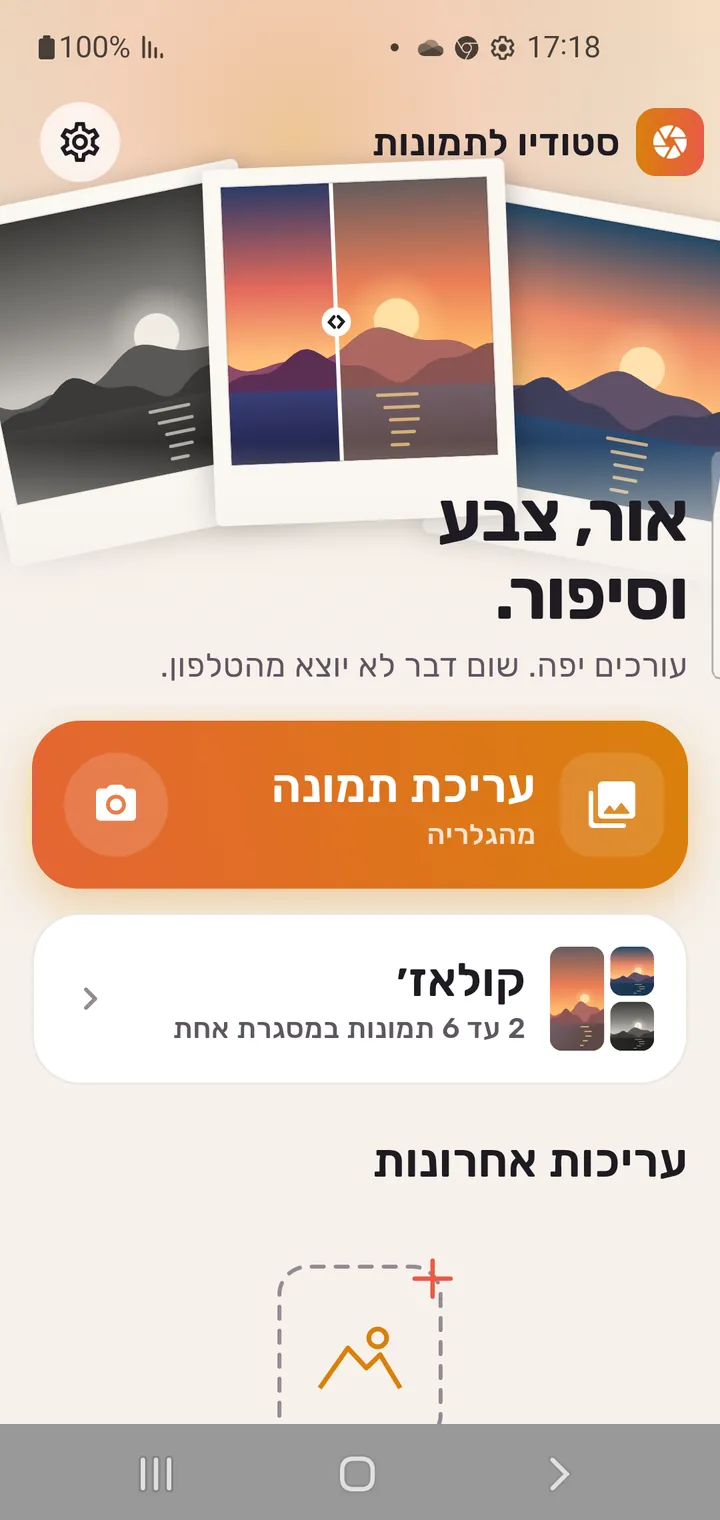 100%
17:18
סטודיו לתמונות
אור, צבע
וסיפור.
עורכים יפה. שום דבר לא יוצא מהטלפון.
עריכת תמונה
מהגלריה
קולאז׳
2 עד 6 תמונות במסגרת אחת
עריכות אחרונות